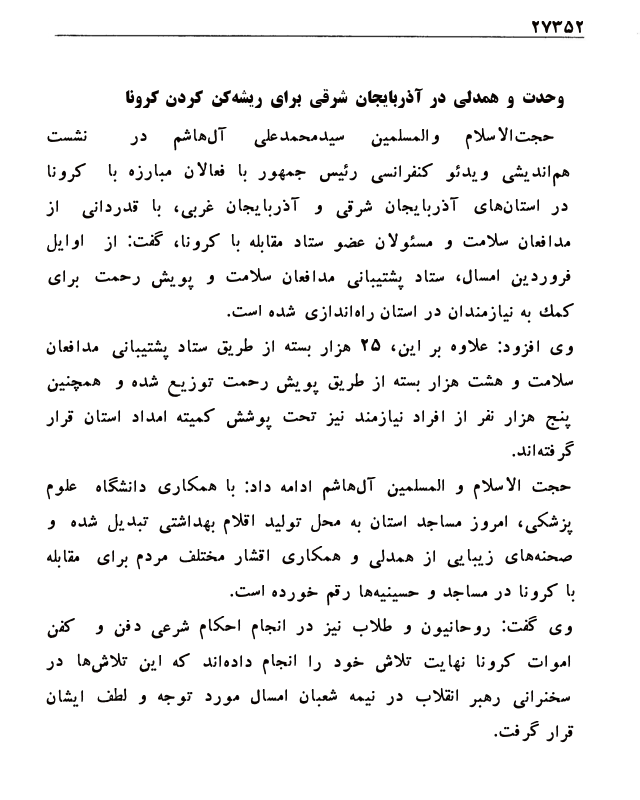 ۲۷۳۵۲
وحدت و همدلی در آذربایجان شرقی برای ریشه‌کن کردن کرونا
حجت‌الاسلام والمسلمین سیدمحمدعلی آل‌هاشم در نشست
هم‌اندیشی ویدئو کنفرانسی رئیس جمهور با فعالان مبارزه با کرونا
در استان‌های آذربایجان شرقی و آذربایجان غربی، با قدردانی از
مدافعان سلامت و مسئولان عضو ستاد مقابله با کرونا، گفت: از اوایل
فروردین امسال، ستاد پشتیبانی مدافعان سلامت و پویش رحمت برای
کمك به نیازمندان در استان راه‌اندازی شده است.
وی افزود: علاوه بر این، ۲۵ هزار بسته از طریق ستاد پشتیبانی مدافعان
سلامت و هشت هزار بسته از طریق پویش رحمت توزیع شده و همچنین
پنج هزار نفر از افراد نیازمند نیز تحت پوشش کمیته امداد استان قرار
گرفته‌اند.
حجت الاسلام و المسلمین آل‌هاشم ادامه داد: با همکاری دانشگاه علوم
پزشکی، امروز مساجد استان به محل تولید اقلام بهداشتی تبدیل شده و
صحنه‌های زیبایی از همدلی و همکاری اقشار مختلف مردم برای مقابله
با کرونا در مساجد و حسینیه‌ها رقم خورده است.
وی گفت: روحانیون و طلاب نیز در انجام احکام شرعی دفن و کفن
اموات کرونا نهایت تلاش خود را انجام داده‌اند که این تلاش‌ها در
سخنرانی رهبر انقلاب در نیمه شعبان امسال مورد توجه و لطف ایشان
قرار گرفت.